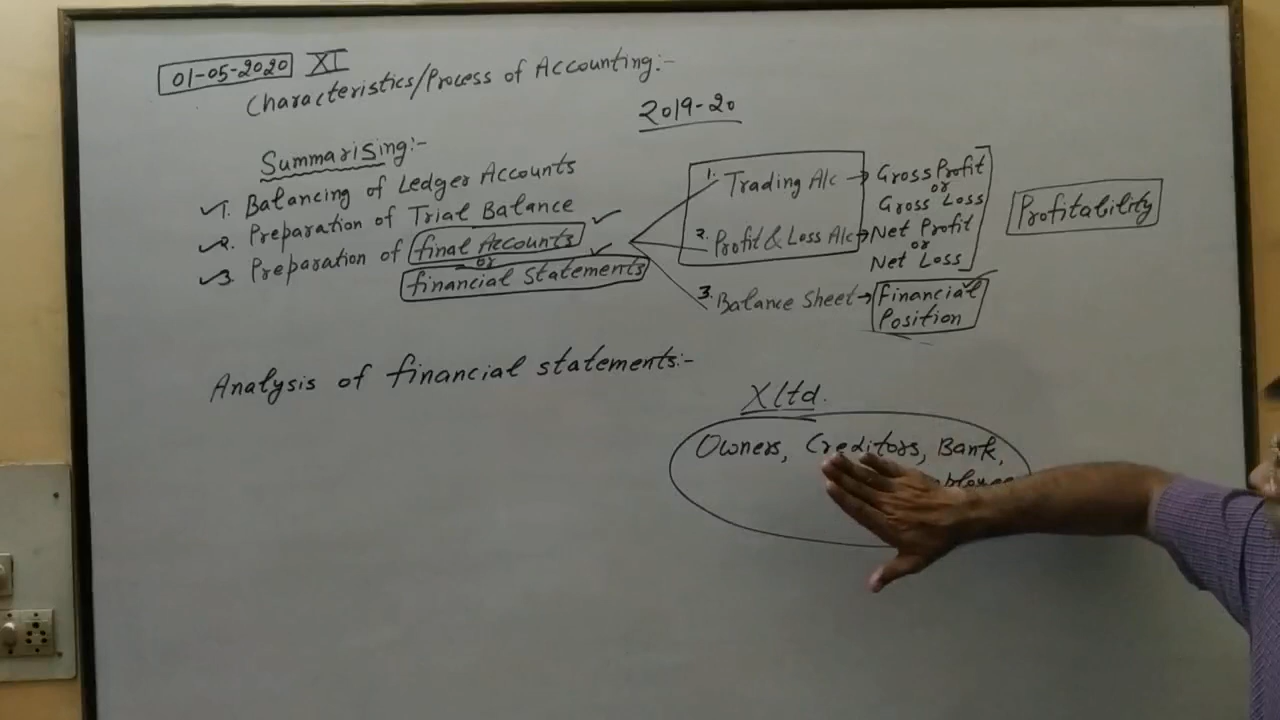 01-05-2020 XI
Characteristics/Process of Accounting:-
2019-20
Summarising:-
1. Balancing of Ledger Accounts
2. Preparation of Trial Balance
3. Preparation of final Accounts
or
financial Statements
1. Trading A/c → Gross Profit
or
Gross Loss
2. Profit & Loss A/c → Net Profit
or
Net Loss
Profitability
3. Balance Sheet → Financial
Position
Analysis of financial statements:-
X Ltd.
Owners, Creditors, Bank,